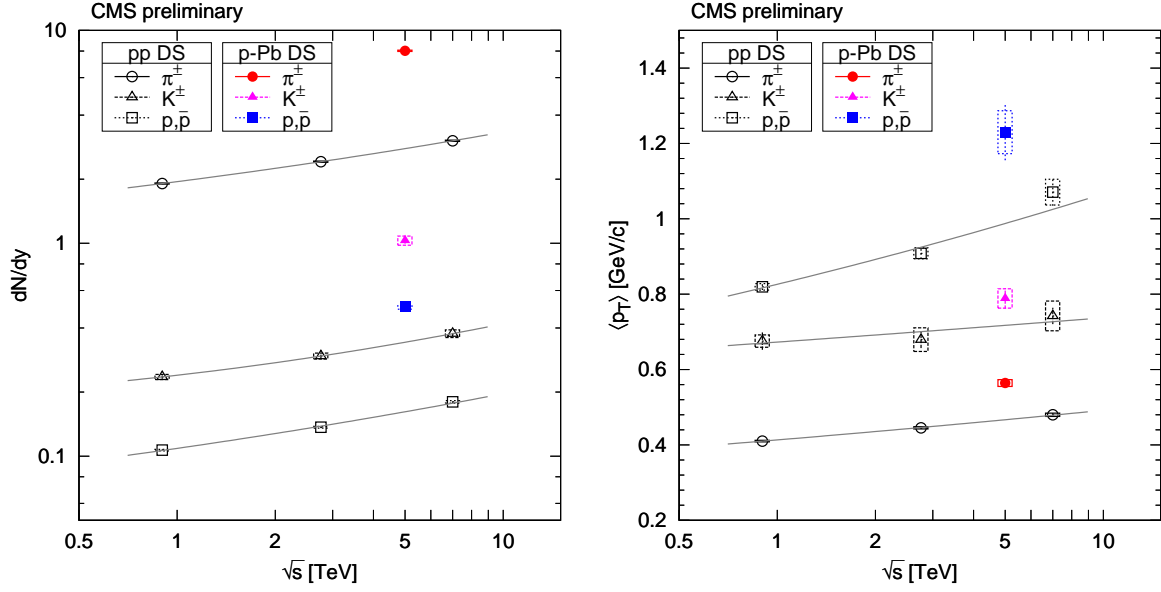 CMS preliminary
10
1
0.1
dN/dy
pp DS
π±
K±
p,p̄
p-Pb DS
π±
K±
p,p̄
0.5
1
2
5
10
√s [TeV]
CMS preliminary
1.4
1.2
1
0.8
0.6
0.4
0.2
⟨pT⟩ [GeV/c]
pp DS
π±
K±
p,p̄
p-Pb DS
π±
K±
p,p̄
0.5
1
2
5
10
√s [TeV]